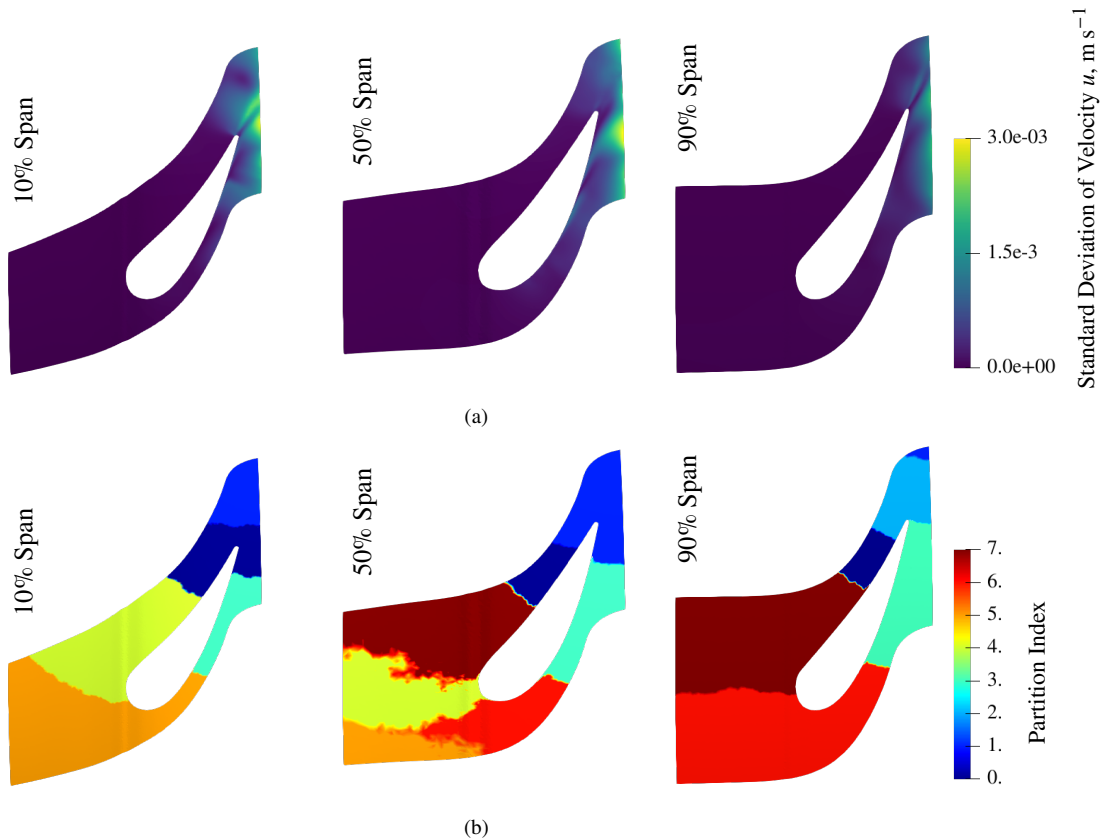 10% Span
50% Span
90% Span
3.0e-03
1.5e-3
0.0e+00
Standard Deviation of Velocity u, m s⁻¹
(a)
10% Span
50% Span
90% Span
7.
6.
5.
4.
3.
2.
1.
0.
Partition Index
(b)